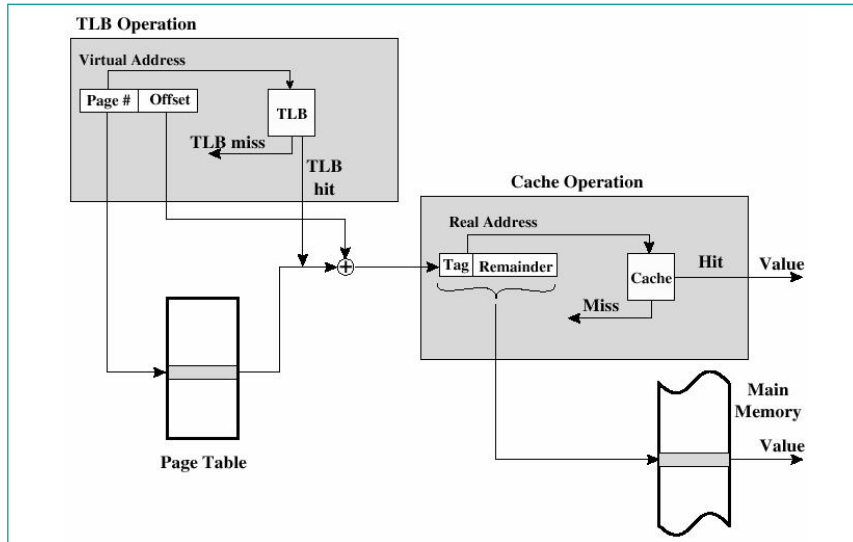 TLB Operation
Virtual Address
Page # Offset
TLB
TLB miss
TLB
hit
Cache Operation
Real Address
Tag Remainder
Cache
Hit
Value
Miss
Page Table
Main
Memory
Value